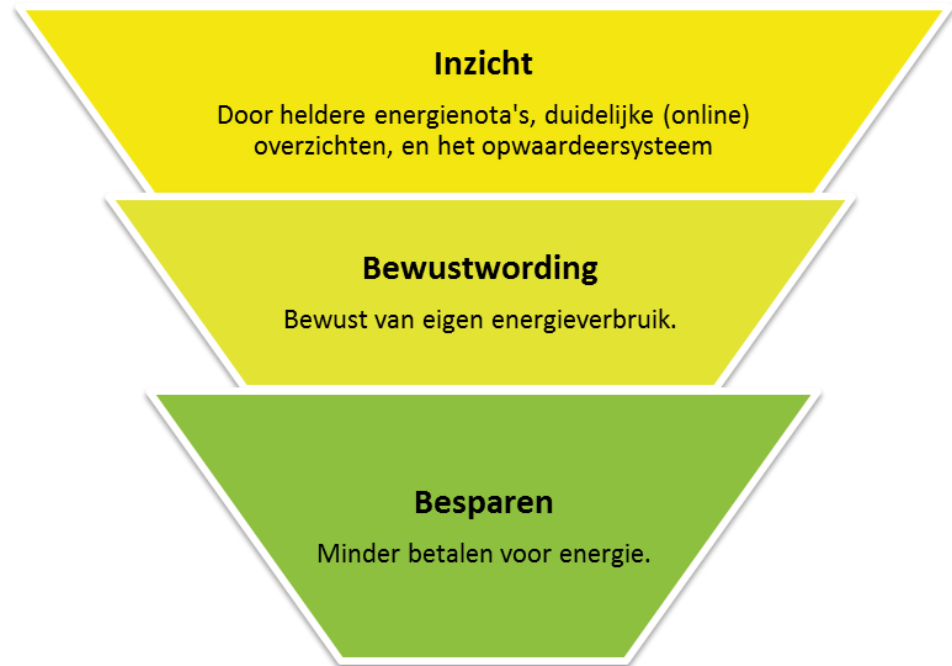 Inzicht
Door heldere energienota's, duidelijke (online)
overzichten, en het opwaardeersysteem
Bewustwording
Bewust van eigen energieverbruik.
Besparen
Minder betalen voor energie.